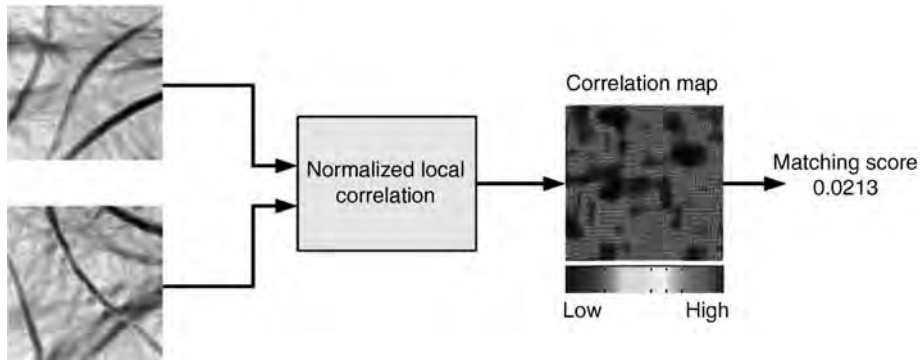 Correlation map
Normalized local
correlation
Matching score
0.0213
Low
High